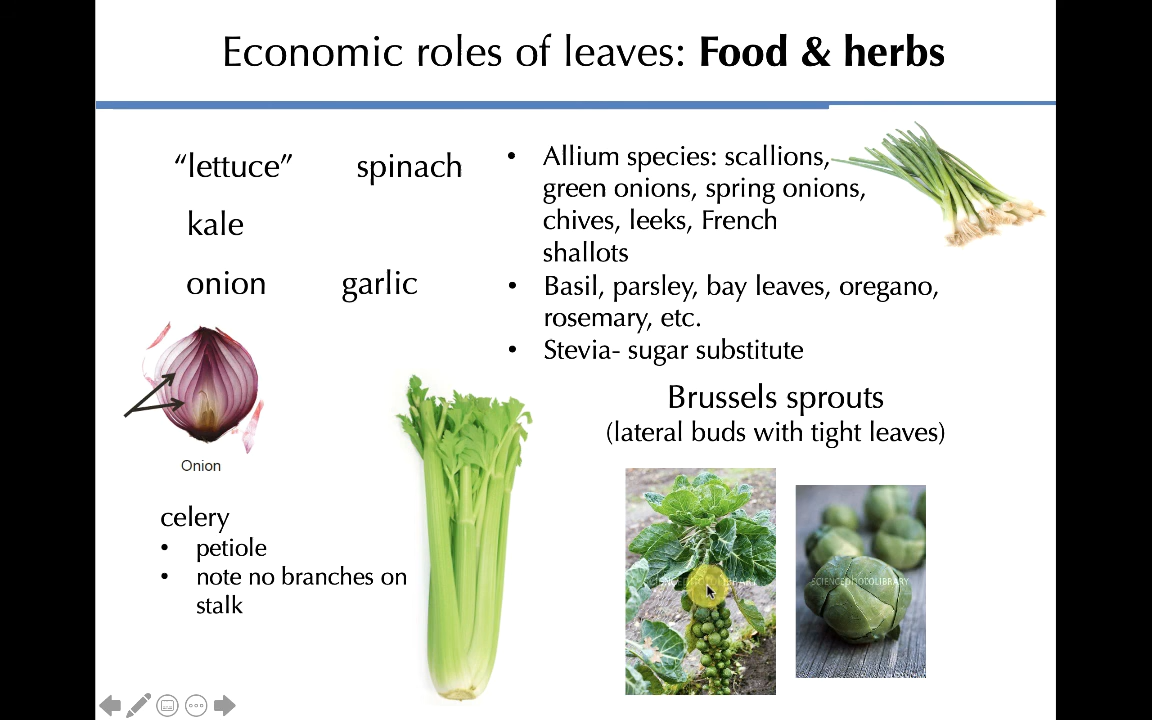 Economic roles of leaves: Food & herbs
“lettuce” spinach
kale
onion garlic
Onion
celery
• petiole
• note no branches on
stalk
• Allium species: scallions,
green onions, spring onions,
chives, leeks, French
shallots
• Basil, parsley, bay leaves, oregano,
rosemary, etc.
• Stevia- sugar substitute
Brussels sprouts
(lateral buds with tight leaves)
SCIENCEPHOTOLIBRARY
SCIENCEPHOTOLIBRARY